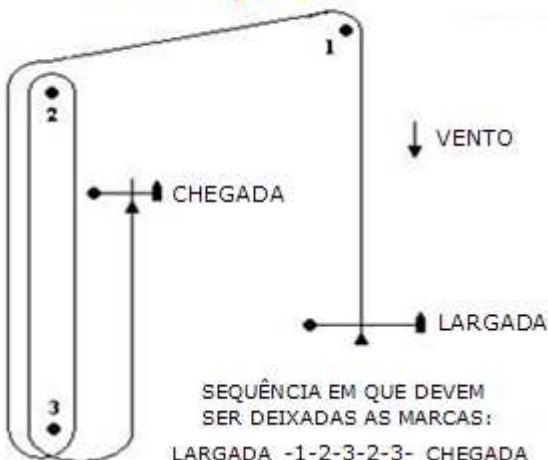 1
2
VENTO
CHEGADA
LARGADA
3
SEQUÊNCIA EM QUE DEVEM
SER DEIXADAS AS MARCAS:
LARGADA -1-2-3-2-3- CHEGADA